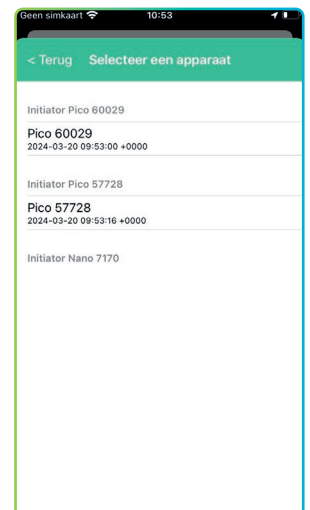 Geen simkaart 10:53
< Terug Selecteer een apparaat
Initiator Pico 60029
Pico 60029
2024-03-20 09:53:00 +0000
Initiator Pico 57728
Pico 57728
2024-03-20 09:53:16 +0000
Initiator Nano 7170